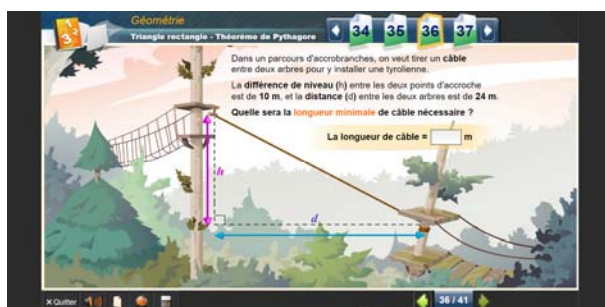 Géométrie
Triangle rectangle - Théorème de Pythagore
34 35 36 37
Dans un parcours d'accrobranches, on veut tirer un câble
entre deux arbres pour y installer une tyrolienne.
La différence de niveau (h) entre les deux points d'accroche
est de 10 m, et la distance (d) entre les deux arbres est de 24 m.
Quelle sera la longueur minimale de câble nécessaire ?
La longueur de câble = m
h
d
X Quitter
36 / 41